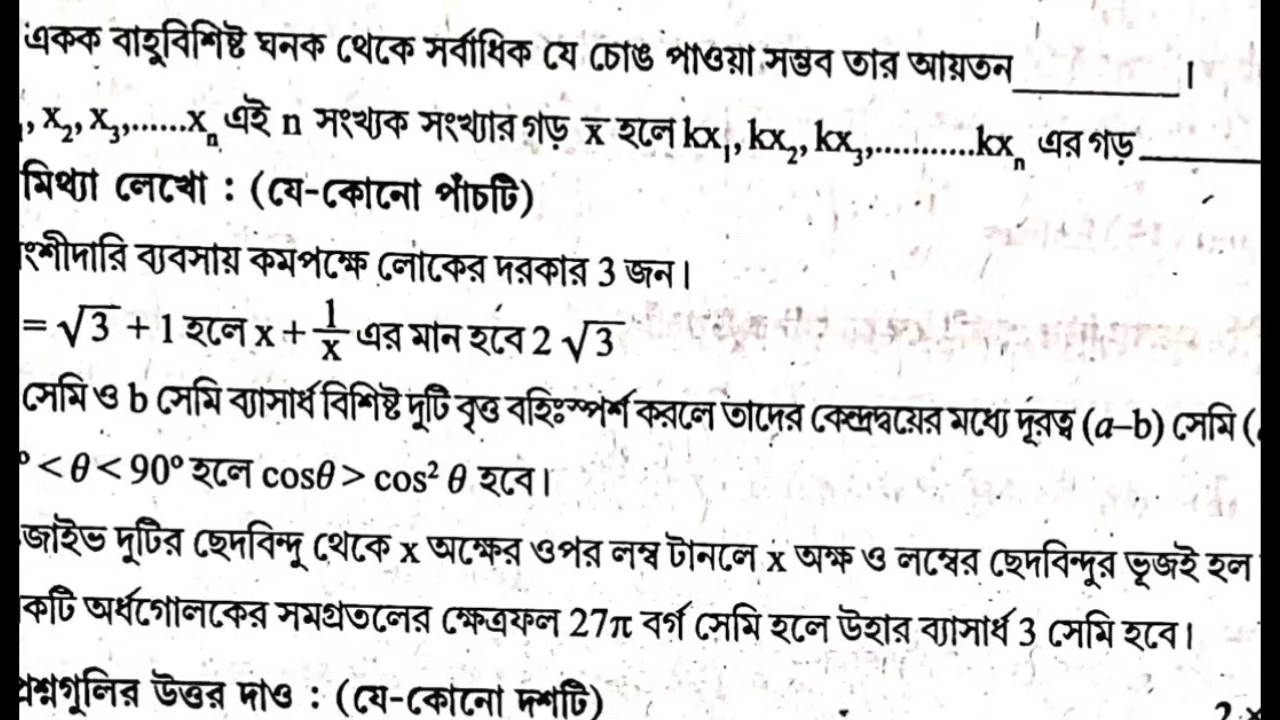 একক বাহুবিশিষ্ট ঘনক থেকে সর্বাধিক যে চোঙ পাওয়া সম্ভব তার আয়তন__________।
, x₂, x₃,......xₙ এই n সংখ্যক সংখ্যার গড় x̅ হলে kx₁, kx₂, kx₃,...........kxₙ এর গড়________
মিথ্যা লেখো : (যে-কোনো পাঁচটি)
ংশীদারি ব্যবসায় কমপক্ষে লোকের দরকার 3 জন।
= √3 + 1 হলে x + 1/x এর মান হবে 2 √3
সেমি ও b সেমি ব্যাসার্ধ বিশিষ্ট দুটি বৃত্ত বহিঃস্পর্শ করলে তাদের কেন্দ্রদ্বয়ের মধ্যে দূরত্ব (a–b) সেমি (
° < θ < 90° হলে cosθ > cos² θ হবে।
জাইভ দুটির ছেদবিন্দু থেকে x অক্ষের ওপর লম্ব টানলে x অক্ষ ও লম্বের ছেদবিন্দুর ভূজই হল
কটি অর্ধগোলকের সমগ্রতলের ক্ষেত্রফল 27π বর্গ সেমি হলে উহার ব্যাসার্ধ 3 সেমি হবে।
প্রশ্নগুলির উত্তর দাও : (যে-কোনো দশটি)